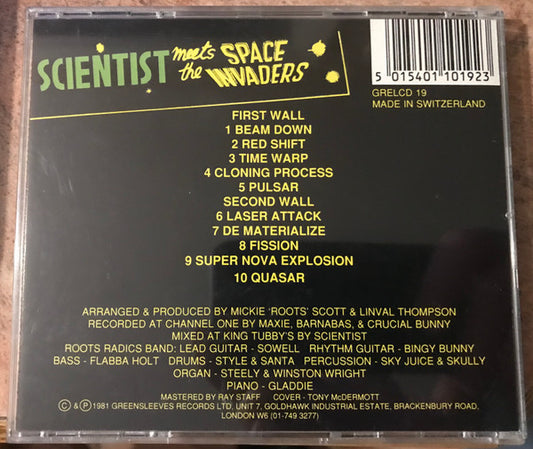 SCIENTIST meets the SPACE INVADERS
5 015401 101923
GRELCD 19
MADE IN SWITZERLAND
FIRST WALL
1 BEAM DOWN
2 RED SHIFT
3 TIME WARP
4 CLONING PROCESS
5 PULSAR
SECOND WALL
6 LASER ATTACK
7 DE MATERIALIZE
8 FISSION
9 SUPER NOVA EXPLOSION
10 QUASAR
ARRANGED & PRODUCED BY MICKIE 'ROOTS' SCOTT & LINVAL THOMPSON
RECORDED AT CHANNEL ONE BY MAXIE, BARNABAS, & CRUCIAL BUNNY
MIXED AT KING TUBBY'S BY SCIENTIST
ROOTS RADICS BAND: LEAD GUITAR - SOWELL RHYTHM GUITAR - BINGY BUNNY
BASS - FLABBA HOLT DRUMS - STYLE & SANTA PERCUSSION - SKY JUICE & SKULLY
ORGAN - STEELY & WINSTON WRIGHT
PIANO - GLADDIE
MASTERED BY RAY STAFF COVER - TONY McDERMOTT
© & ℗ 1981 GREENSLEEVES RECORDS LTD, UNIT 7, GOLDHAWK INDUSTRIAL ESTATE, BRACKENBURY ROAD,
LONDON W6 (01-749 3277)